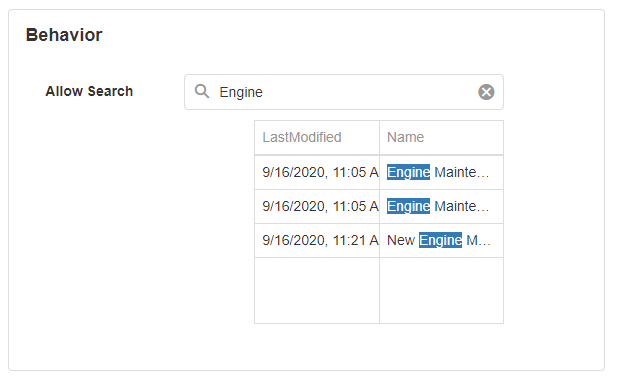 Behavior
Allow Search Engine
LastModified Name
9/16/2020, 11:05 A Engine Mainte...
9/16/2020, 11:05 A Engine Mainte...
9/16/2020, 11:21 A New Engine M...